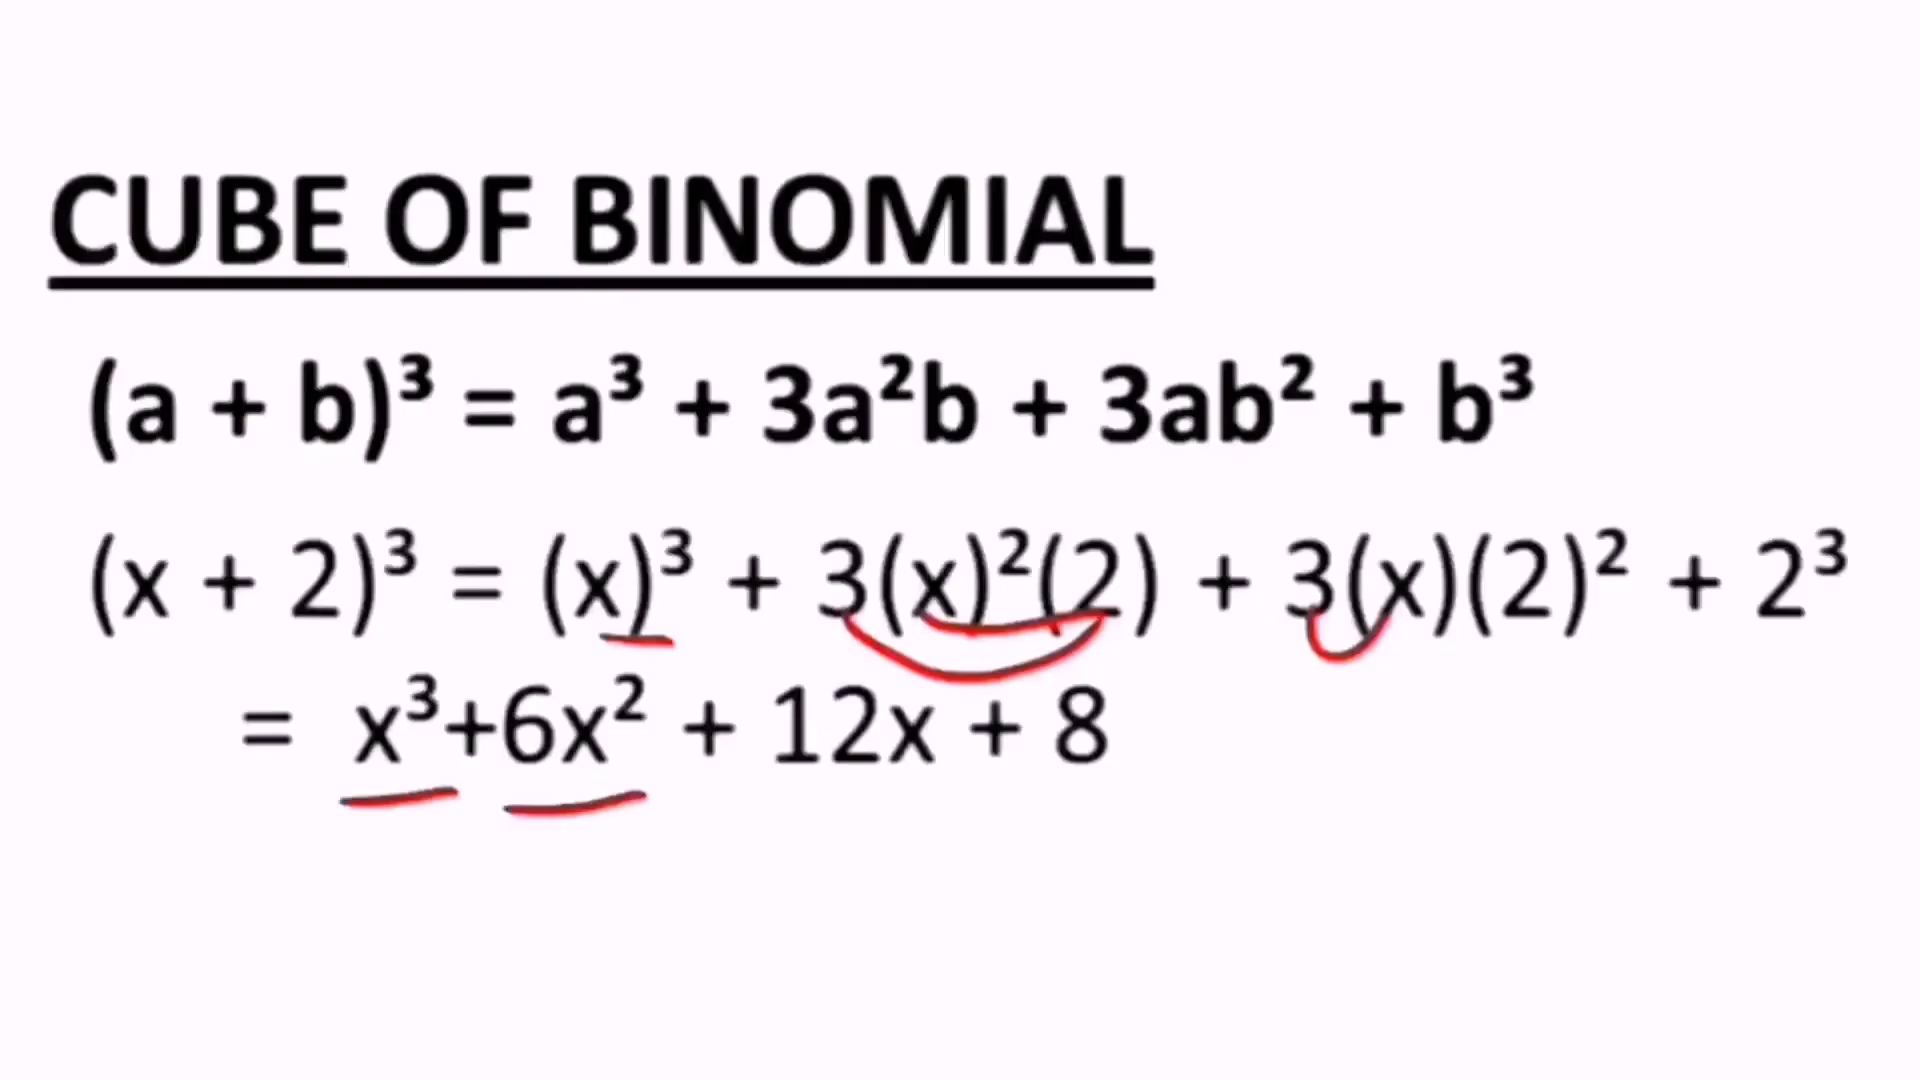 CUBE OF BINOMIAL
(a + b)³ = a³ + 3a²b + 3ab² + b³
(x + 2)³ = (x)³ + 3(x)²(2) + 3(x)(2)² + 2³
= x³+6x² + 12x + 8